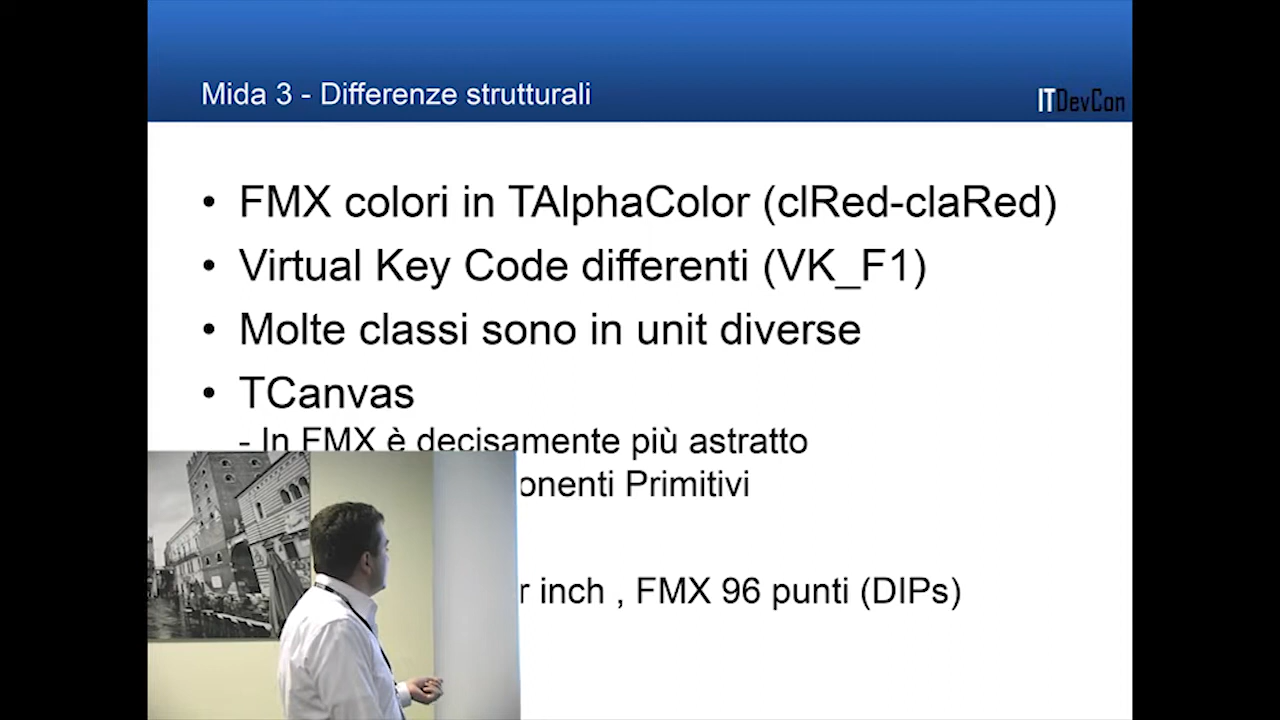 Mida 3 - Differenze strutturali
ITDevCon
• FMX colori in TAlphaColor (clRed-claRed)
• Virtual Key Code differenti (VK_F1)
• Molte classi sono in unit diverse
• TCanvas
- In FMX è decisamente più astratto
onenti Primitivi
r inch , FMX 96 punti (DIPs)